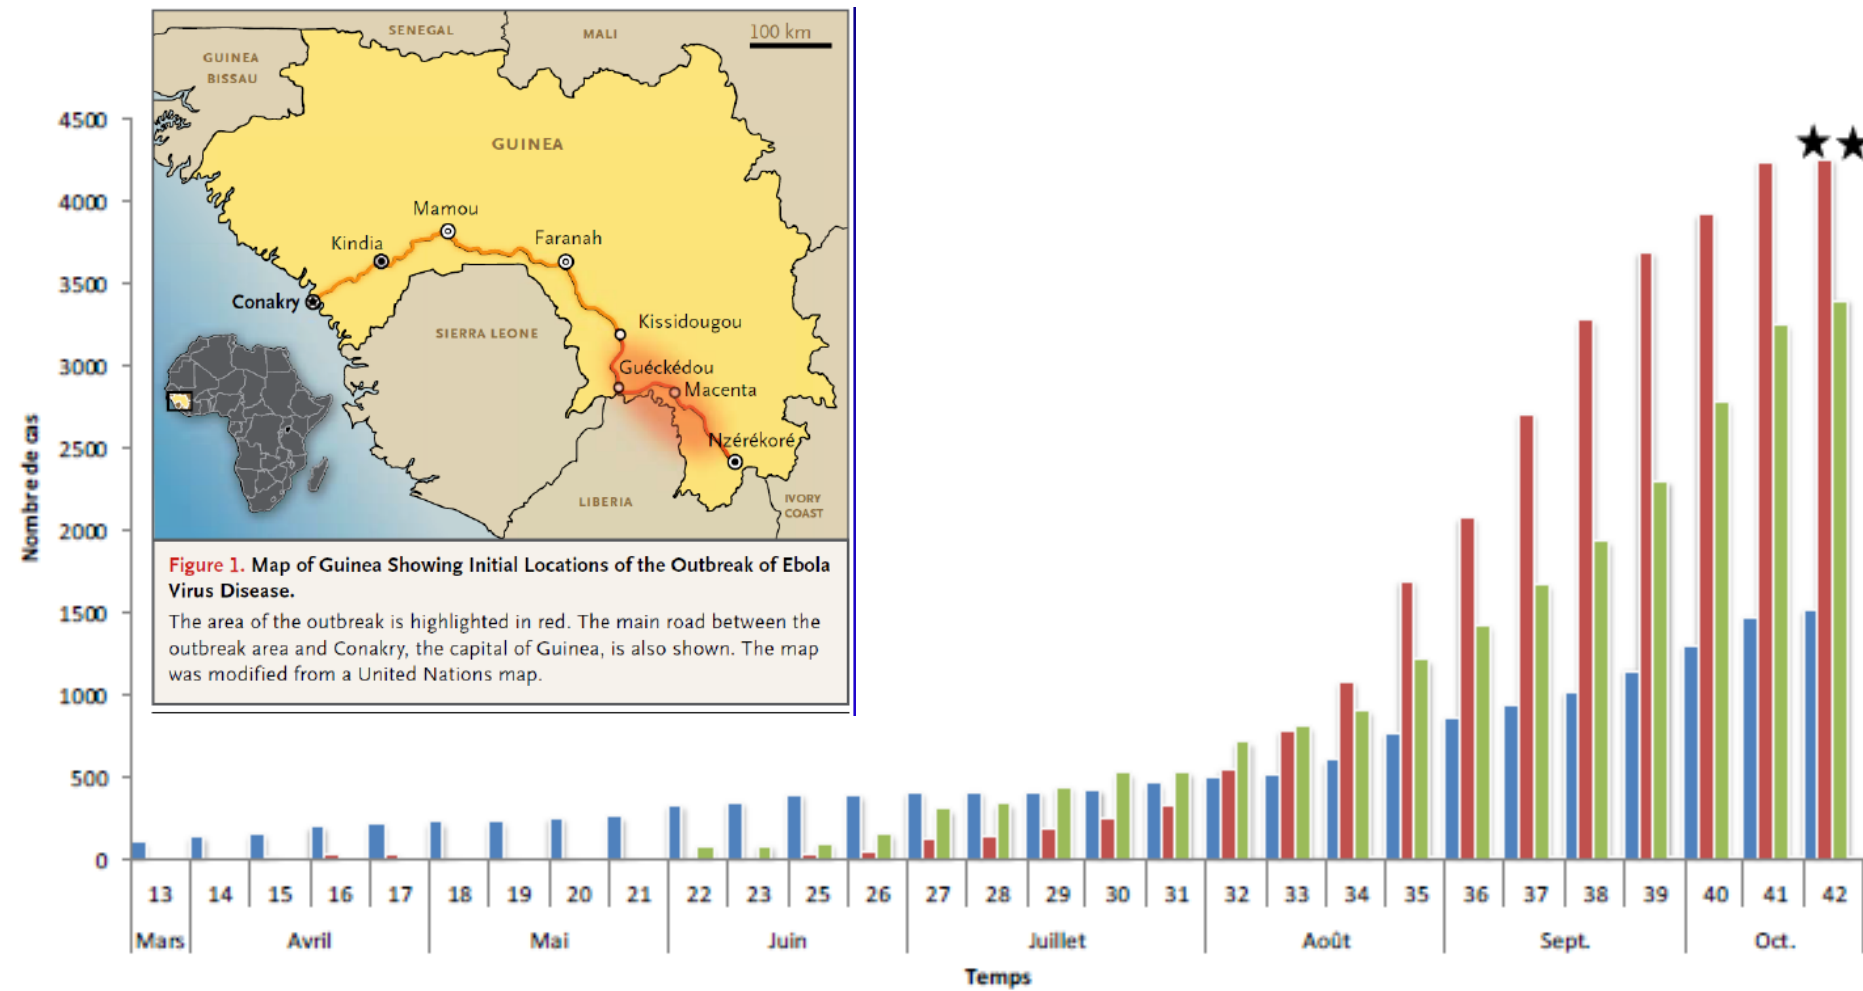 SENEGAL
MALI
100 km
GUINEA
BISSAU
GUINEA
Mamou
Kindia
Faranah
Conakry
Kissidougou
SIERRA LEONE
Guéckédou
Macenta
Nzérékoré
LIBERIA
IVORY
COAST
Figure 1. Map of Guinea Showing Initial Locations of the Outbreak of Ebola
Virus Disease.
The area of the outbreak is highlighted in red. The main road between the
outbreak area and Conakry, the capital of Guinea, is also shown. The map
was modified from a United Nations map.
Nombre de cas
4500
4000
3500
3000
2500
2000
1500
1000
500
0
13 14 15 16 17 18 19 20 21 22 23 25 26 27 28 29 30 31 32 33 34 35 36 37 38 39 40 41 42
Mars Avril Mai Juin Juillet Août Sept. Oct.
Temps